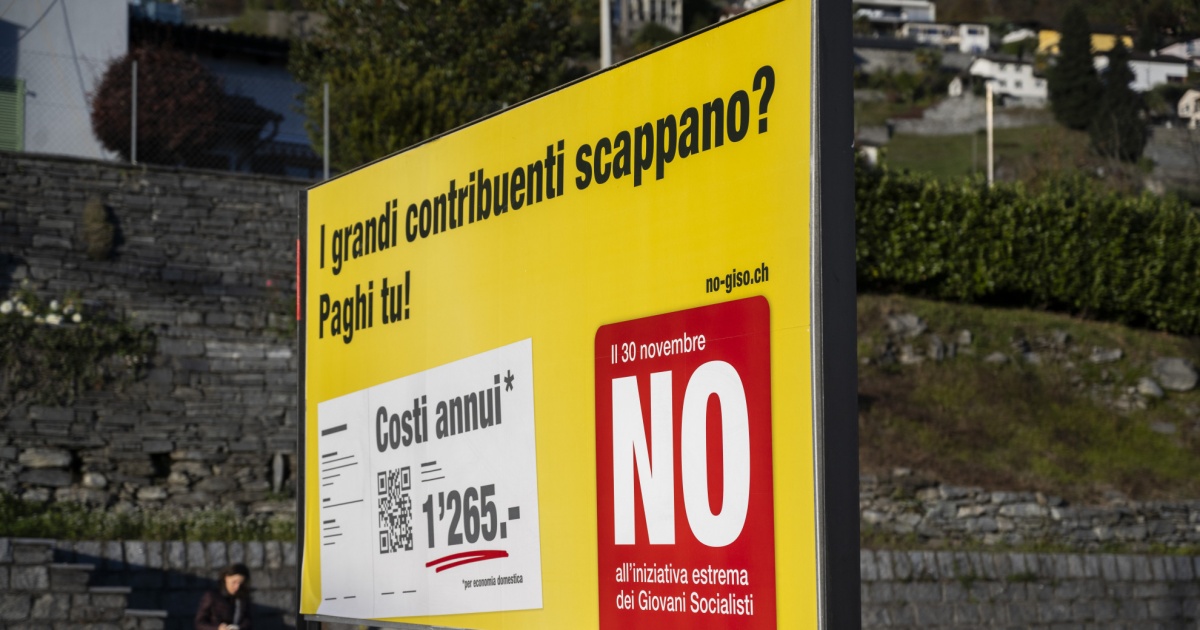 I grandi contribuenti scappano?
Paghi tu!
no-giso.ch
Costi annui*
1'265.-
*per economia domestica
Il 30 novembre
NO
all'iniziativa estrema
dei Giovani Socialisti